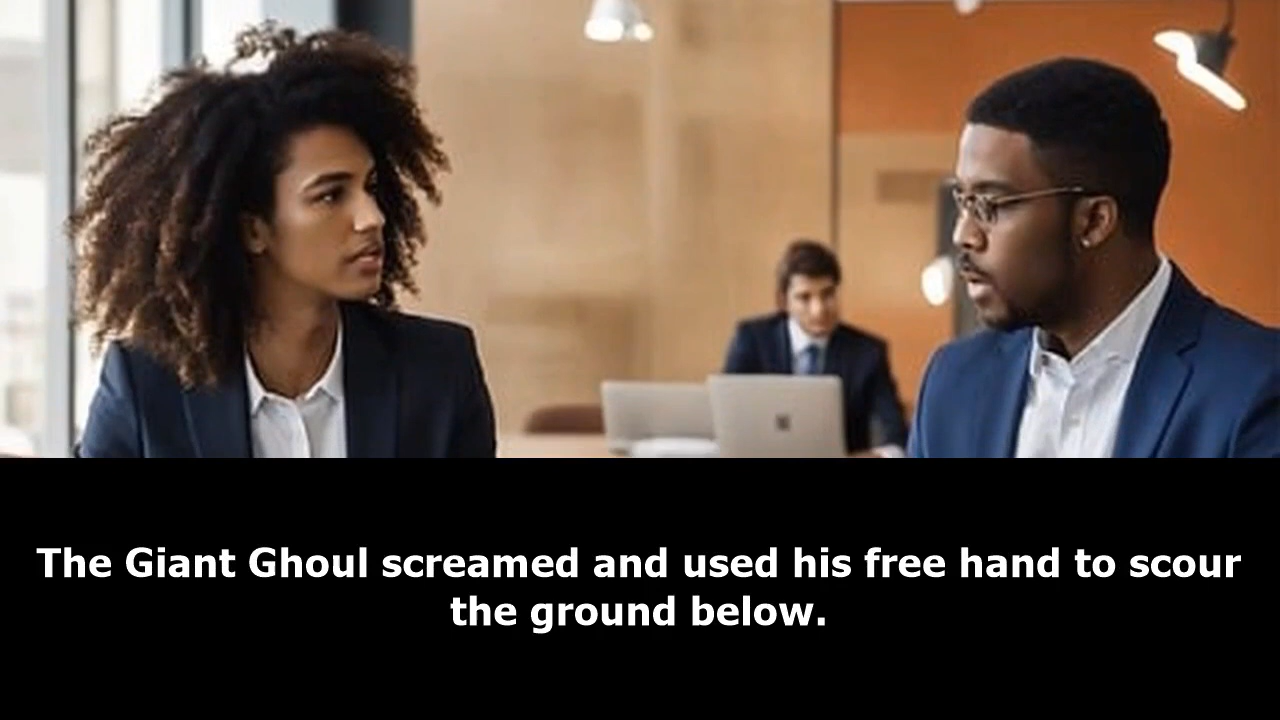 The Giant Ghoul screamed and used his free hand to scour
the ground below.